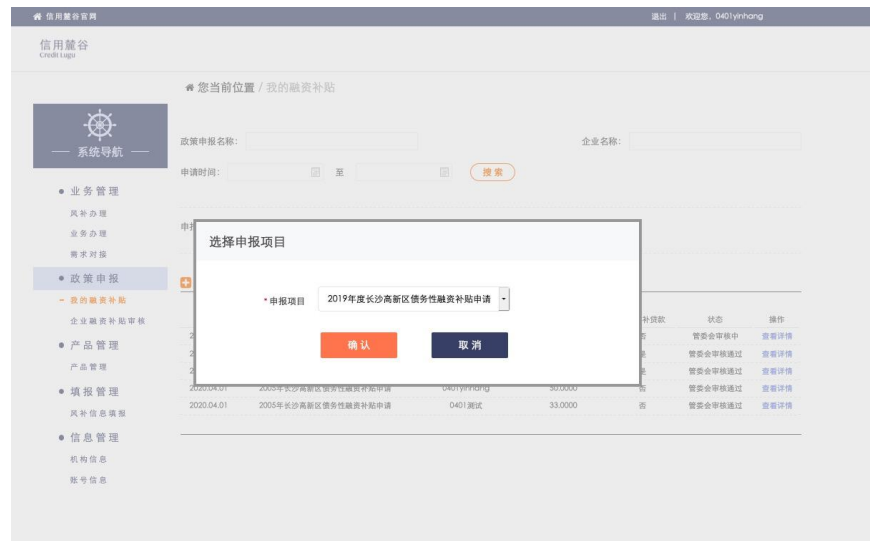 信用麓谷官网
退出 | 欢迎您，0401yinhang
信用麓谷
Credit Lugu
您当前位置 / 我的融资补贴
系统导航
政策申报名称：
企业名称：
申请时间：
至
搜索
业务管理
风补办理
业务办理
需求对接
政策申报
我的融资补贴
企业融资补贴审核
产品管理
产品管理
填报管理
风补信息填报
信息管理
机构信息
账号信息
选择申报项目
* 申报项目
2019年度长沙高新区债务性融资补贴申请
确认
取消
补贷款 状态 操作
否 管委会审核中 查看详情
是 管委会审核通过 查看详情
是 管委会审核通过 查看详情
2020.04.01 2005年长沙高新区债务性融资补贴申请 0401yinhang 50.0000 否 管委会审核通过 查看详情
2020.04.01 2005年长沙高新区债务性融资补贴申请 0401测试 33.0000 否 管委会审核通过 查看详情